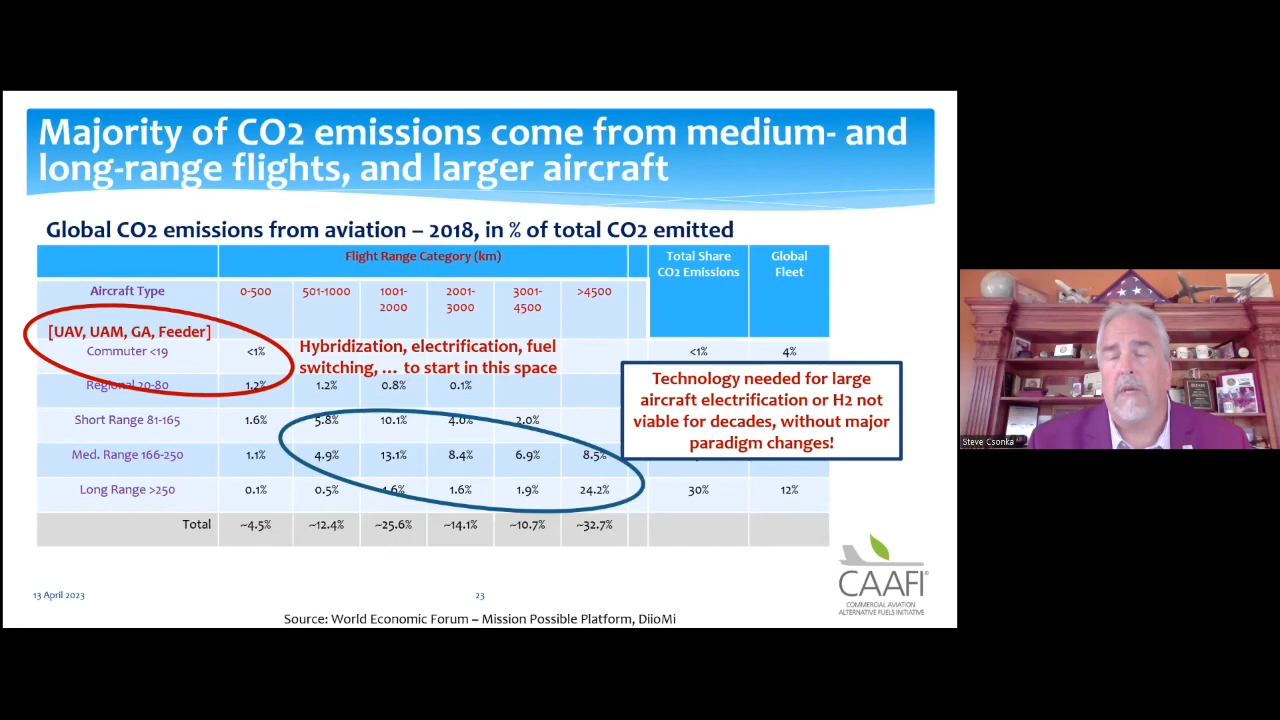 Majority of CO2 emissions come from medium- and
long-range flights, and larger aircraft
Global CO2 emissions from aviation – 2018, in % of total CO2 emitted
Flight Range Category (km)
Total Share
CO2 Emissions
Global
Fleet
Aircraft Type
0-500
501-1000
1001-
2000
2001-
3000
3001-
4500
>4500
[UAV, UAM, GA, Feeder]
Commuter <19
<1%
Hybridization, electrification, fuel
switching, ... to start in this space
<1%
4%
Regional 20-80
1.2%
1.2%
0.8%
0.1%
Technology needed for large
aircraft electrification or H2 not
viable for decades, without major
paradigm changes!
Short Range 81-165
1.6%
5.8%
10.1%
4.0%
2.0%
Med. Range 166-250
1.1%
4.9%
13.1%
8.4%
6.9%
8.5%
Long Range >250
0.1%
0.5%
1.6%
1.6%
1.9%
24.2%
30%
12%
Total
~4.5%
~12.4%
~25.6%
~14.1%
~10.7%
~32.7%
CAAFI®
COMMERCIAL AVIATION
ALTERNATIVE FUELS INITIATIVE
13 April 2023
23
Source: World Economic Forum – Mission Possible Platform, DiioMi
Steve Csonka